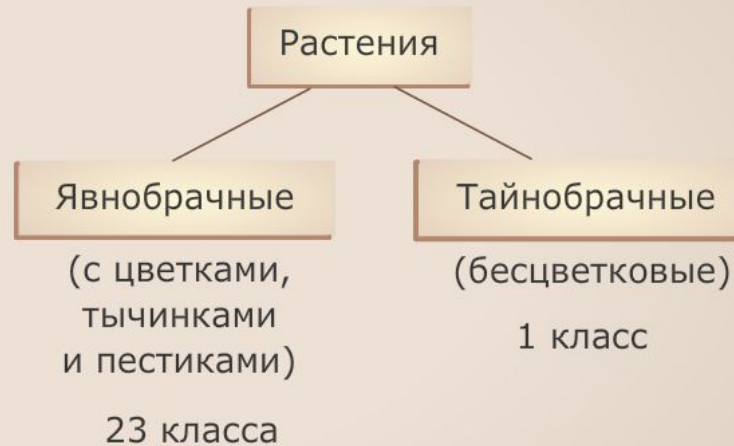 Растения
Явнобрачные
(с цветками,
тычинками
и пестиками)
23 класса
Тайнобрачные
(бесцветковые)
1 класс